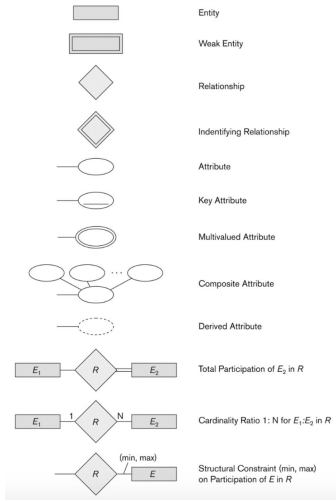 Entity
Weak Entity
Relationship
Indentifying Relationship
Attribute
Key Attribute
Multivalued Attribute
. . .
Composite Attribute
Derived Attribute
E1 R E2 Total Participation of E2 in R
E1 1 R N E2 Cardinality Ratio 1: N for E1:E2 in R
(min, max)
R E Structural Constraint (min, max)
on Participation of E in R